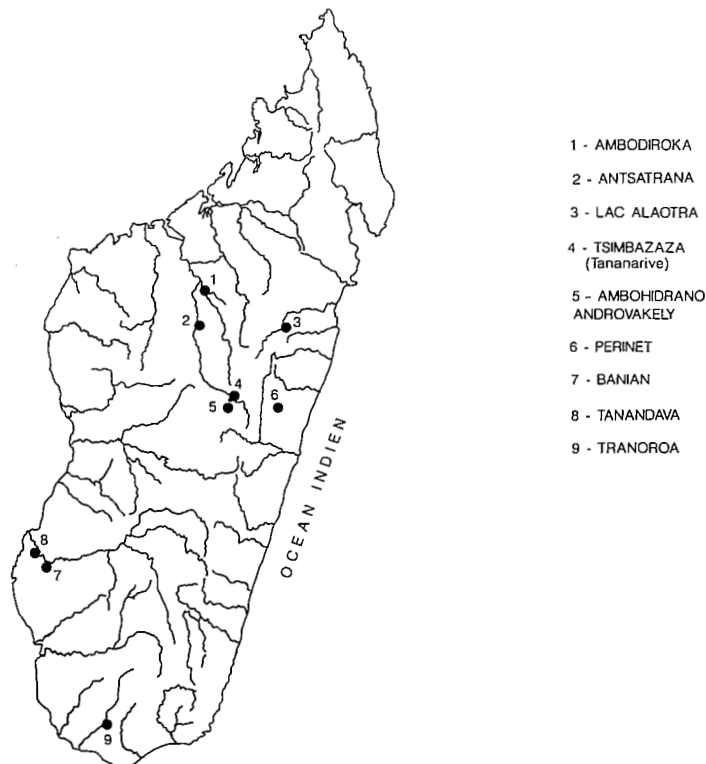 1 - AMBODIROKA
2 - ANTSATRANA
3 - LAC ALAOTRA
4 - TSIMBAZAZA
(Tananarive)
5 - AMBOHIDRANO
ANDROVAKELY
6 - PERINET
7 - BANIAN
8 - TANANDAVA
9 - TRANOROA
1
2
3
4
5
6
OCEAN INDIEN
8
7
9